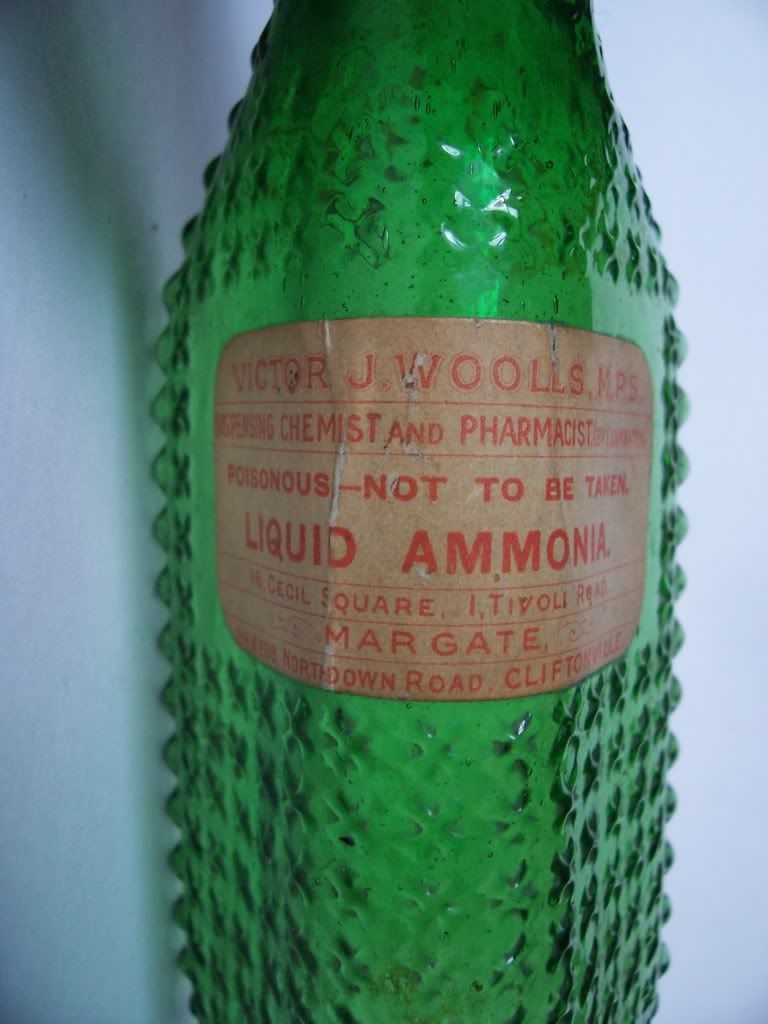 VICTOR J. WOOLLS, M.P.S.
DISPENSING CHEMIST AND PHARMACIST
POISONOUS—NOT TO BE TAKEN.
LIQUID AMMONIA.
16 CECIL SQUARE, 1, TIVOLI ROAD
MARGATE,
NORTHDOWN ROAD, CLIFTONVILLE